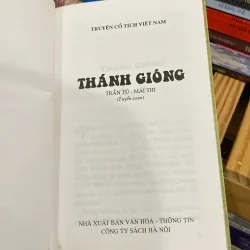 TRUYỆN CỔ TÍCH VIỆT NAM
THÁNH GIÓNG
TRẦN TÚ - MAI THI
(Tuyển soạn)
NHÀ XUẤT BẢN VĂN HÓA - THÔNG TIN
CÔNG TY SÁCH HÀ NỘI